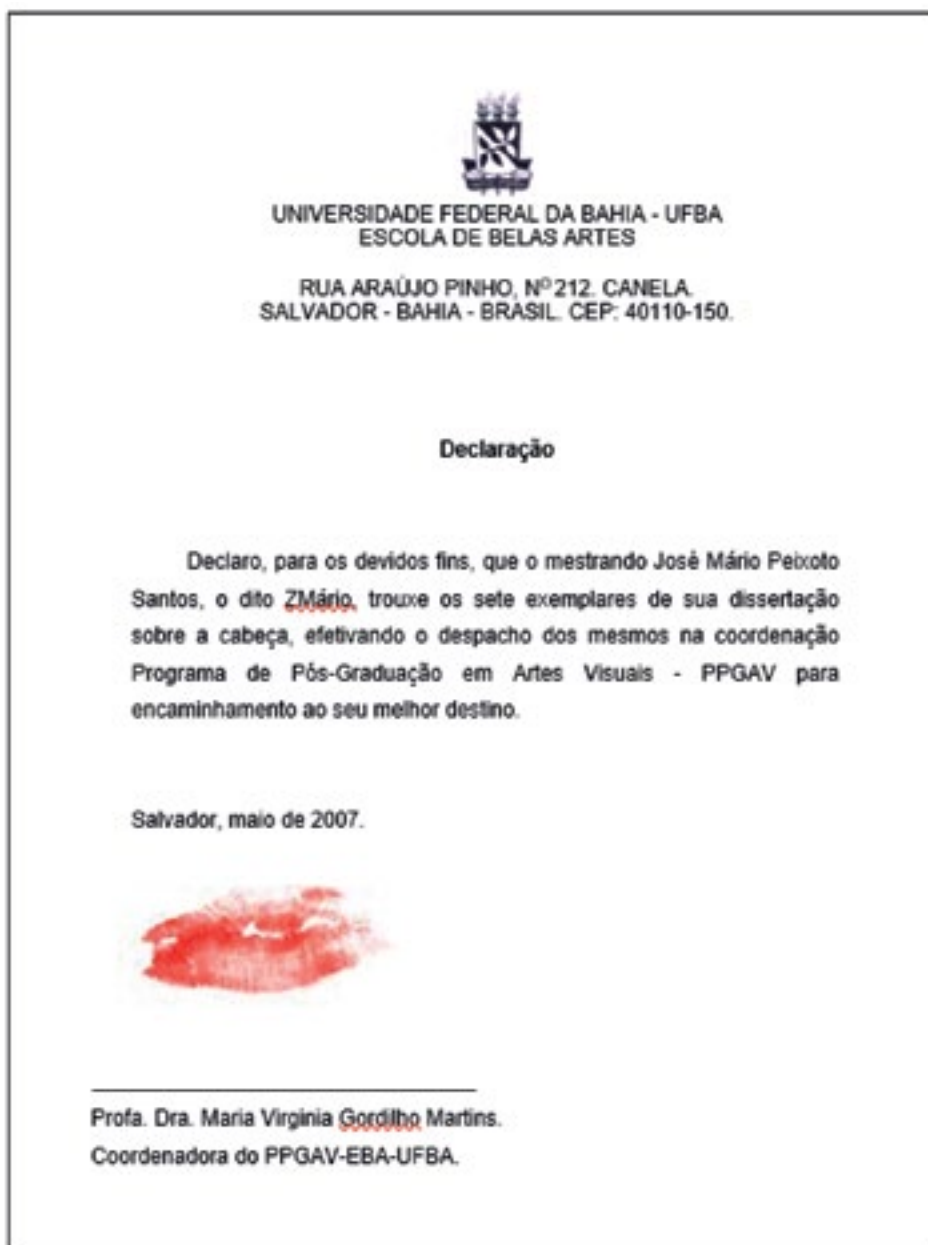 UNIVERSIDADE FEDERAL DA BAHIA - UFBA
ESCOLA DE BELAS ARTES
RUA ARAÚJO PINHO, Nº 212. CANELA.
SALVADOR - BAHIA - BRASIL. CEP: 40110-150.
Declaração
Declaro, para os devidos fins, que o mestrando José Mário Peixoto
Santos, o dito ZMário, trouxe os sete exemplares de sua dissertação
sobre a cabeça, efetivando o despacho dos mesmos na coordenação
Programa de Pós-Graduação em Artes Visuais - PPGAV para
encaminhamento ao seu melhor destino.
Salvador, maio de 2007.
Profa. Dra. Maria Virginia Gordilho Martins.
Coordenadora do PPGAV-EBA-UFBA.